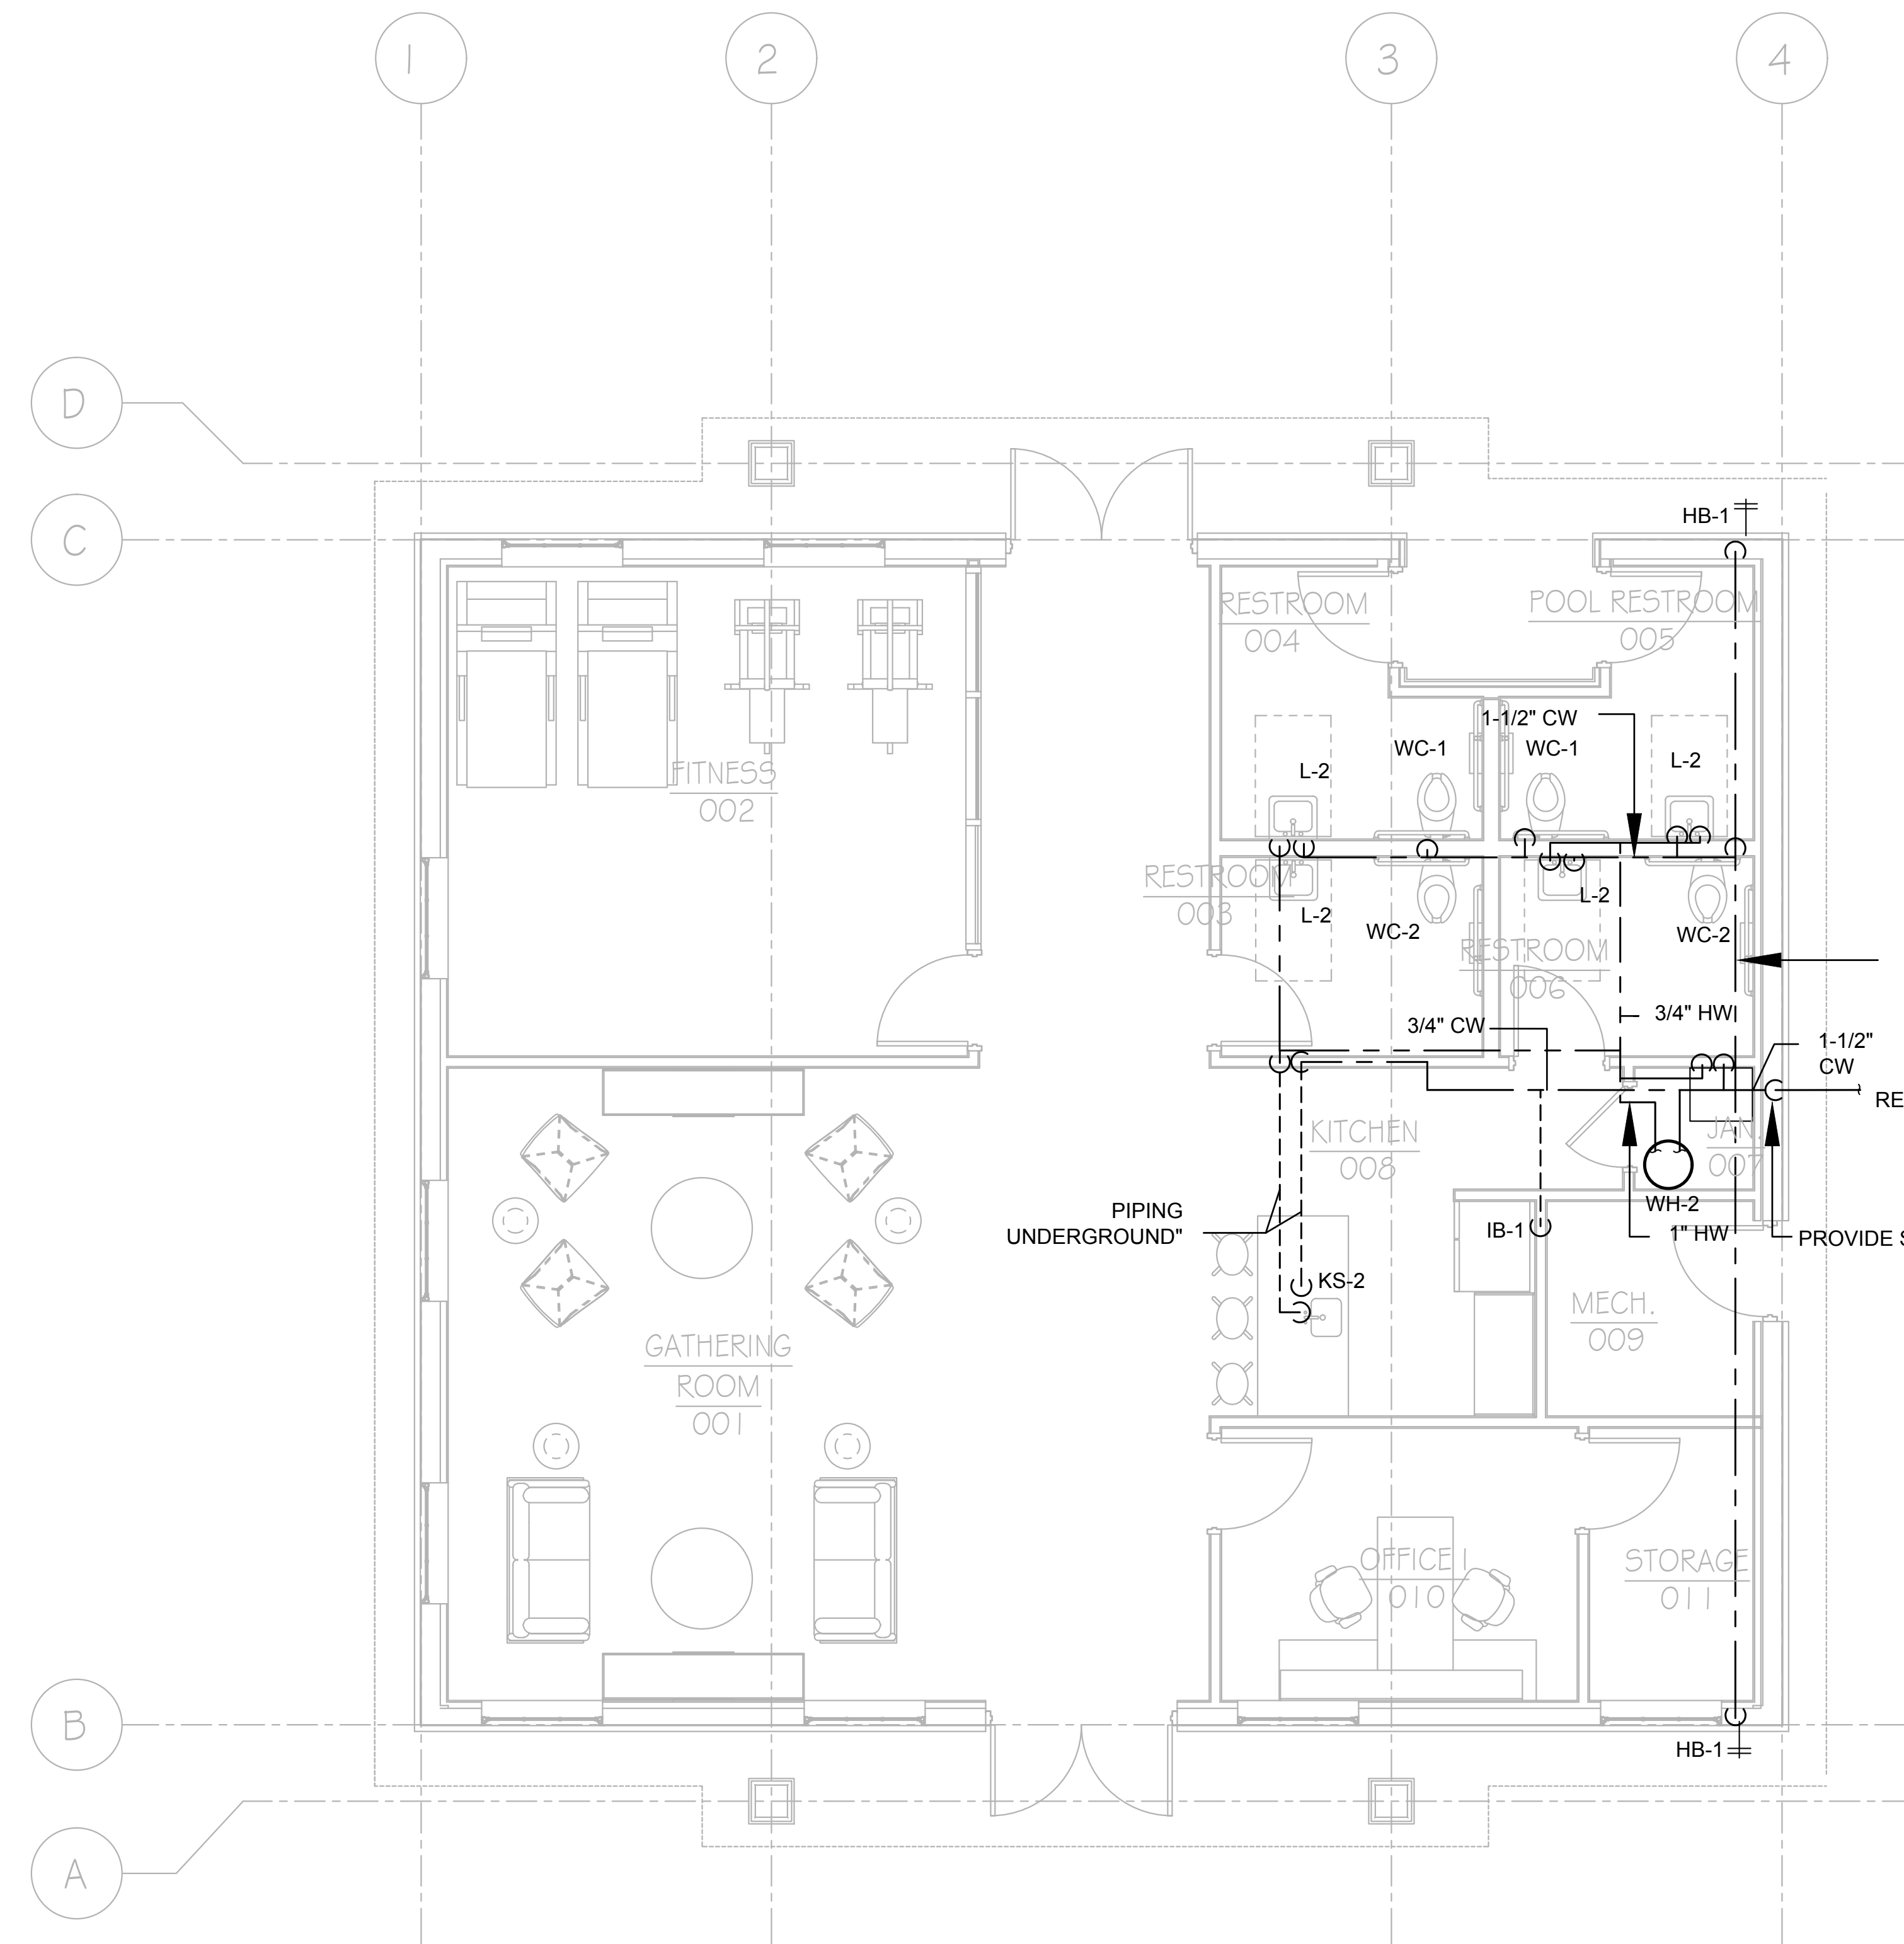 1
2
3
4
D
C
HB-1
RESTROOM
004
POOL RESTROOM
005
1-1/2" CW
WC-1
WC-1
L-2
L-2
FITNESS
002
RESTROOM
003
L-2
L-2
WC-2
WC-2
RESTROOM
006
3/4" HW
3/4" CW
1-1/2"
CW
RE
KITCHEN
008
JAN.
007
WH-2
1" HW
PROVIDE S
PIPING
UNDERGROUND"
IB-1
KS-2
MECH.
009
GATHERING
ROOM
001
OFFICE 1
010
STORAGE
011
B
HB-1
A